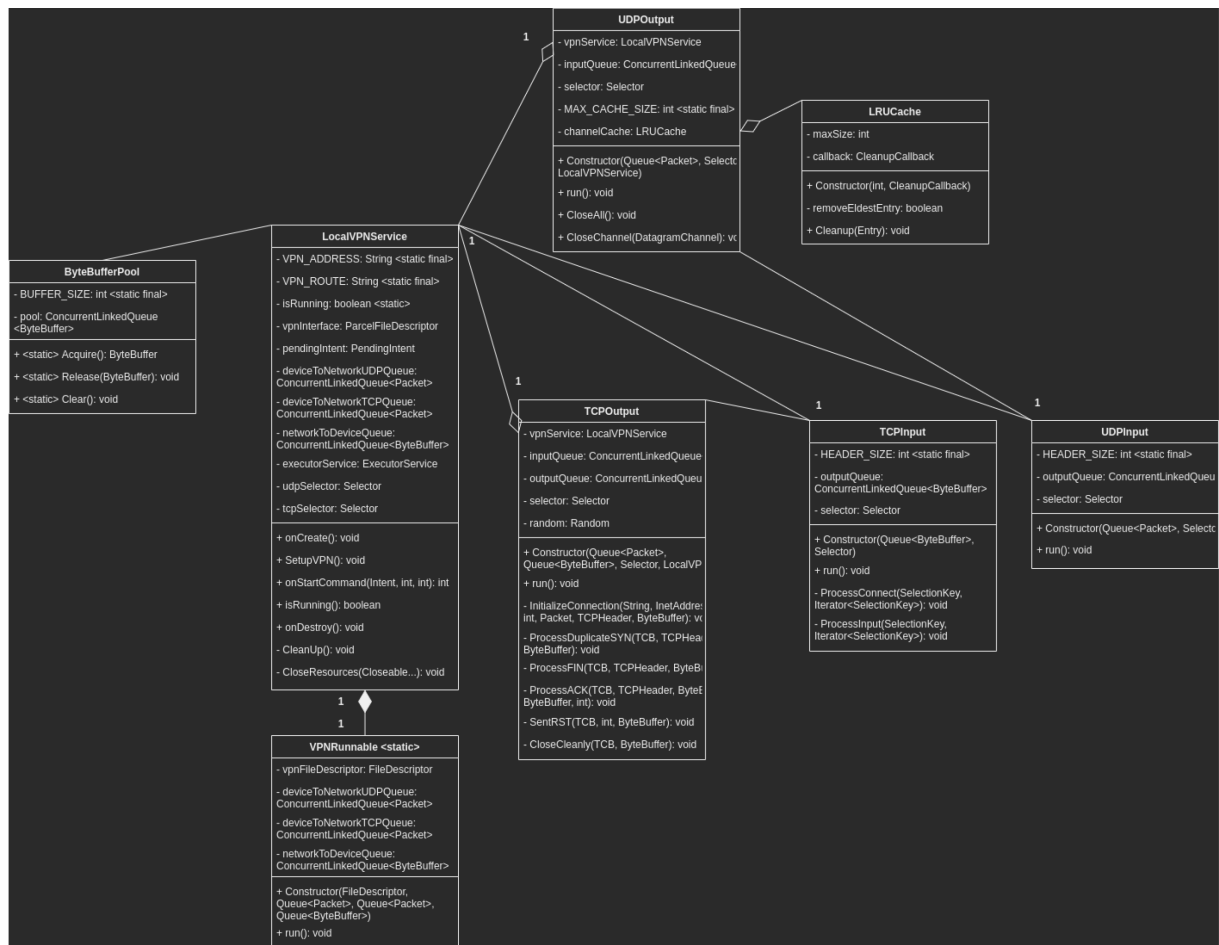 UDPOutput
- vpnService: LocalVPNService
- inputQueue: ConcurrentLinkedQueue
- selector: Selector
- MAX_CACHE_SIZE: int <static final>
- channelCache: LRUCache
+ Constructor(Queue<Packet>, Selecto
LocalVPNService)
+ run(): void
+ CloseAll(): void
+ CloseChannel(DatagramChannel): vo
1
LRUCache
- maxSize: int
- callback: CleanupCallback
+ Constructor(int, CleanupCallback)
- removeEldestEntry: boolean
+ Cleanup(Entry): void
ByteBufferPool
- BUFFER_SIZE: int <static final>
- pool: ConcurrentLinkedQueue
<ByteBuffer>
+ <static> Acquire(): ByteBuffer
+ <static> Release(ByteBuffer): void
+ <static> Clear(): void
LocalVPNService
- VPN_ADDRESS: String <static final>
- VPN_ROUTE: String <static final>
- isRunning: boolean <static>
- vpnInterface: ParcelFileDescriptor
- pendingIntent: PendingIntent
- deviceToNetworkUDPQueue:
ConcurrentLinkedQueue<Packet>
- deviceToNetworkTCPQueue:
ConcurrentLinkedQueue<Packet>
- networkToDeviceQueue:
ConcurrentLinkedQueue<ByteBuffer>
- executorService: ExecutorService
- udpSelector: Selector
- tcpSelector: Selector
+ onCreate(): void
+ SetupVPN(): void
+ onStartCommand(Intent, int, int): int
+ isRunning(): boolean
+ onDestroy(): void
- CleanUp(): void
- CloseResources(Closeable...): void
1
1
1
1
VPNRunnable <static>
- vpnFileDescriptor: FileDescriptor
- deviceToNetworkUDPQueue:
ConcurrentLinkedQueue<Packet>
- deviceToNetworkTCPQueue:
ConcurrentLinkedQueue<Packet>
- networkToDeviceQueue:
ConcurrentLinkedQueue<ByteBuffer>
+ Constructor(FileDescriptor,
Queue<Packet>, Queue<Packet>,
Queue<ByteBuffer>)
+ run(): void
TCPOutput
- vpnService: LocalVPNService
- inputQueue: ConcurrentLinkedQueue
- outputQueue: ConcurrentLinkedQueu
- selector: Selector
- random: Random
+ Constructor(Queue<Packet>,
Queue<ByteBuffer>, Selector, LocalVP
+ run(): void
- InitializeConnection(String, InetAddres
int, Packet, TCPHeader, ByteBuffer): vo
- ProcessDuplicateSYN(TCB, TCPHea
ByteBuffer): void
- ProcessFIN(TCB, TCPHeader, ByteB
- ProcessACK(TCB, TCPHeader, ByteB
ByteBuffer, int): void
- SentRST(TCB, int, ByteBuffer): void
- CloseCleanly(TCB, ByteBuffer): void
1
TCPInput
- HEADER_SIZE: int <static final>
- outputQueue:
ConcurrentLinkedQueue<ByteBuffer>
- selector: Selector
+ Constructor(Queue<ByteBuffer>,
Selector)
+ run(): void
- ProcessConnect(SelectionKey,
Iterator<SelectionKey>): void
- ProcessInput(SelectionKey,
Iterator<SelectionKey>): void
1
UDPInput
- HEADER_SIZE: int <static final>
- outputQueue: ConcurrentLinkedQueu
- selector: Selector
+ Constructor(Queue<Packet>, Selecto
+ run(): void